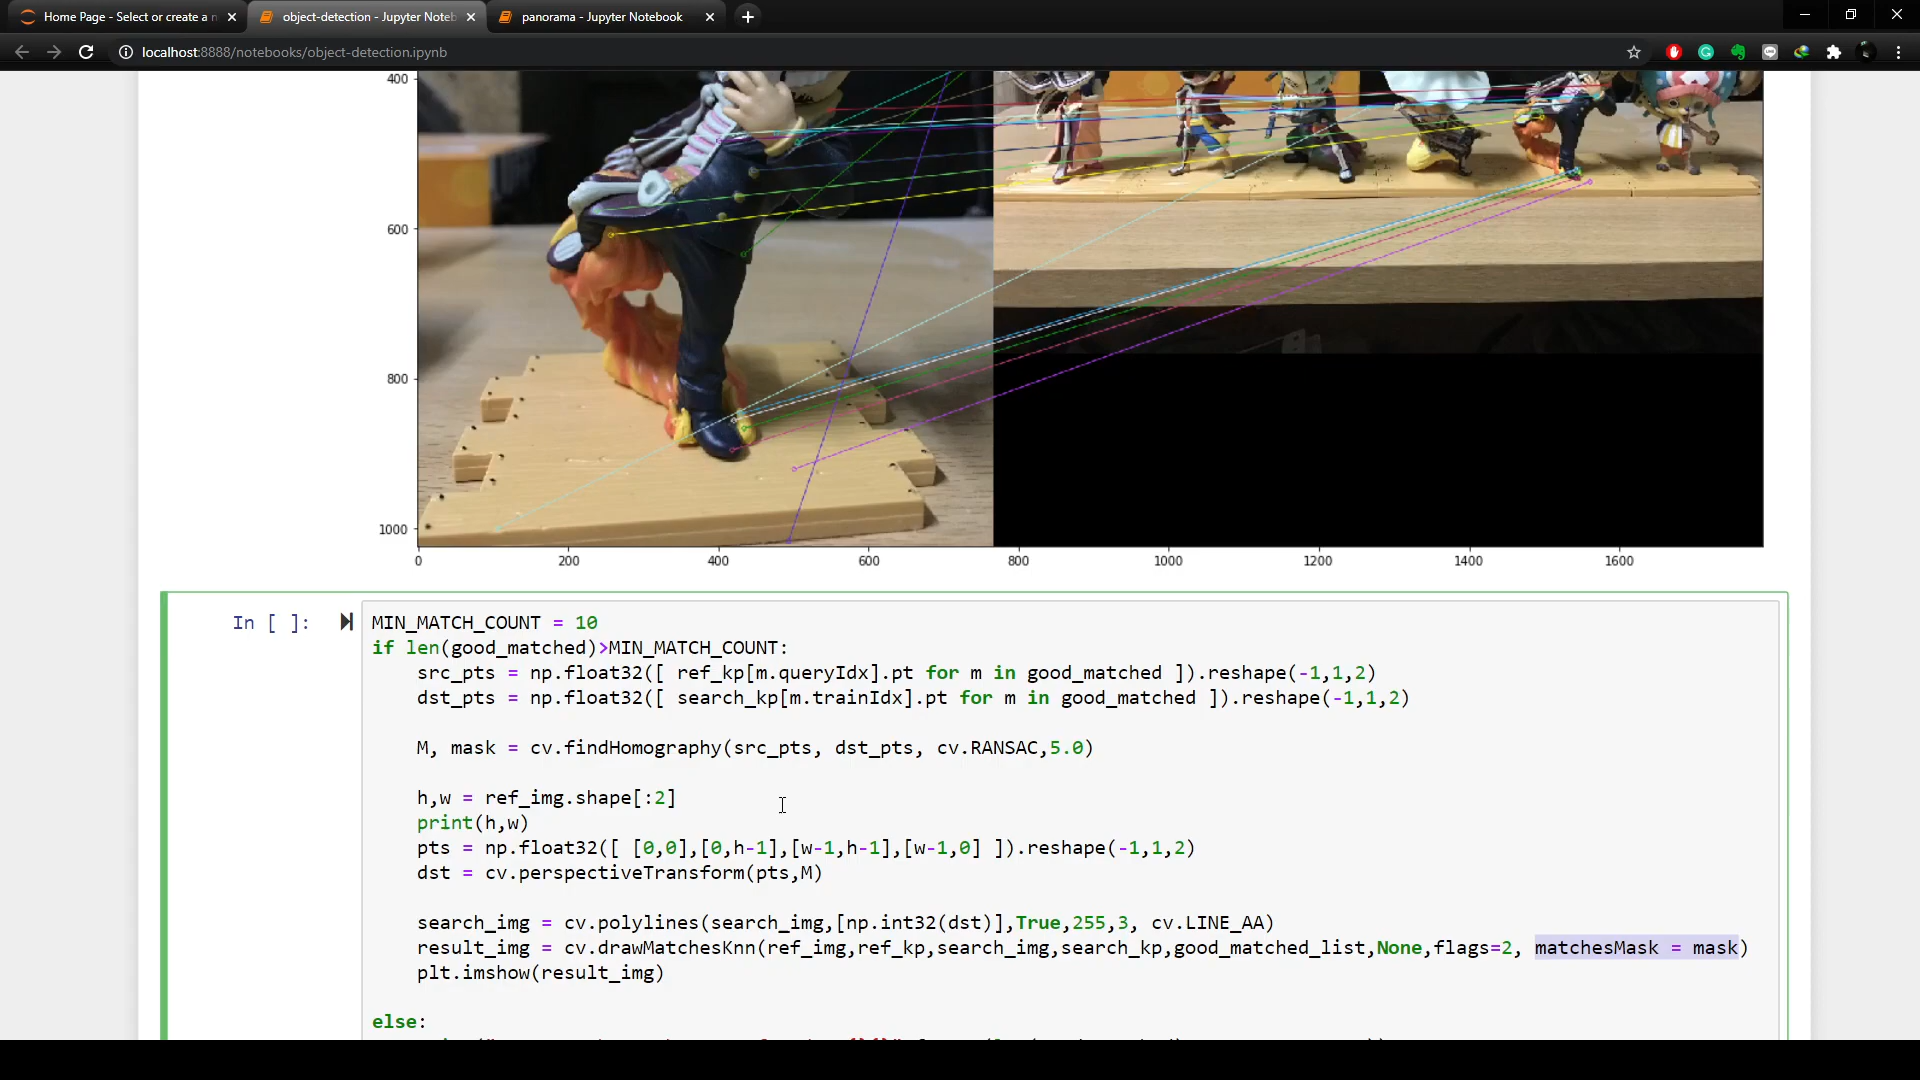 Home Page - Select or create a n
object-detection - Jupyter Noteb
panorama - Jupyter Notebook
localhost:8888/notebooks/object-detection.ipynb
400
600
800
1000
0 200 400 600 800 1000 1200 1400 1600
In [ ]:
MIN_MATCH_COUNT = 10
if len(good_matched)>MIN_MATCH_COUNT:
src_pts = np.float32([ ref_kp[m.queryIdx].pt for m in good_matched ]).reshape(-1,1,2)
dst_pts = np.float32([ search_kp[m.trainIdx].pt for m in good_matched ]).reshape(-1,1,2)
M, mask = cv.findHomography(src_pts, dst_pts, cv.RANSAC,5.0)
h,w = ref_img.shape[:2]
print(h,w)
pts = np.float32([ [0,0],[0,h-1],[w-1,h-1],[w-1,0] ]).reshape(-1,1,2)
dst = cv.perspectiveTransform(pts,M)
search_img = cv.polylines(search_img,[np.int32(dst)],True,255,3, cv.LINE_AA)
result_img = cv.drawMatchesKnn(ref_img,ref_kp,search_img,search_kp,good_matched_list,None,flags=2, matchesMask = mask)
plt.imshow(result_img)
else: